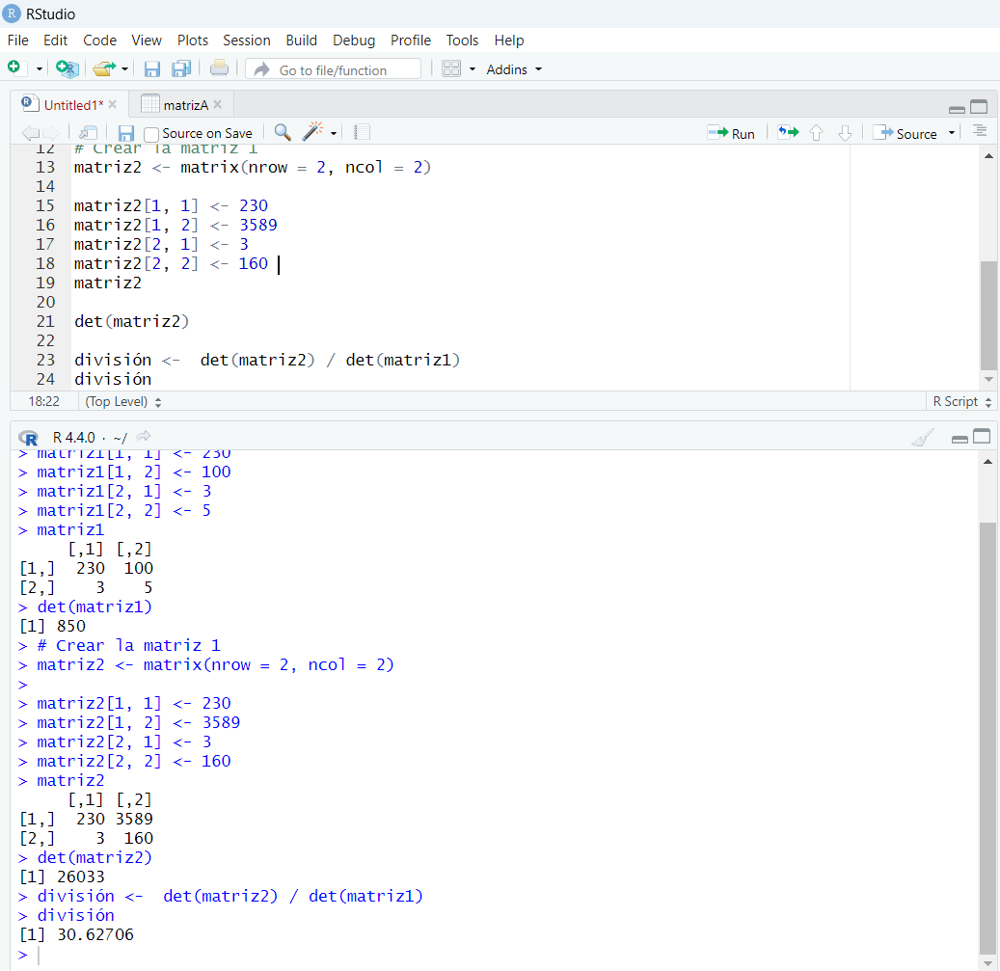 RStudio
File Edit Code View Plots Session Build Debug Profile Tools Help
Go to file/function Addins
Untitled1* matrizA
Source on Save Run Source
12 # Crear la matriz 1
13 matriz2 <- matrix(nrow = 2, ncol = 2)
14
15 matriz2[1, 1] <- 230
16 matriz2[1, 2] <- 3589
17 matriz2[2, 1] <- 3
18 matriz2[2, 2] <- 160
19 matriz2
20
21 det(matriz2)
22
23 división <-  det(matriz2) / det(matriz1)
24 división
18:22 (Top Level) R Script
R R 4.4.0 · ~/
> matriz1[1, 1] <- 230
> matriz1[1, 2] <- 100
> matriz1[2, 1] <- 3
> matriz1[2, 2] <- 5
> matriz1
     [,1] [,2]
[1,]  230  100
[2,]    3    5
> det(matriz1)
[1] 850
> # Crear la matriz 1
> matriz2 <- matrix(nrow = 2, ncol = 2)
>
> matriz2[1, 1] <- 230
> matriz2[1, 2] <- 3589
> matriz2[2, 1] <- 3
> matriz2[2, 2] <- 160
> matriz2
     [,1] [,2]
[1,]  230 3589
[2,]    3  160
> det(matriz2)
[1] 26033
> división <-  det(matriz2) / det(matriz1)
> división
[1] 30.62706
>